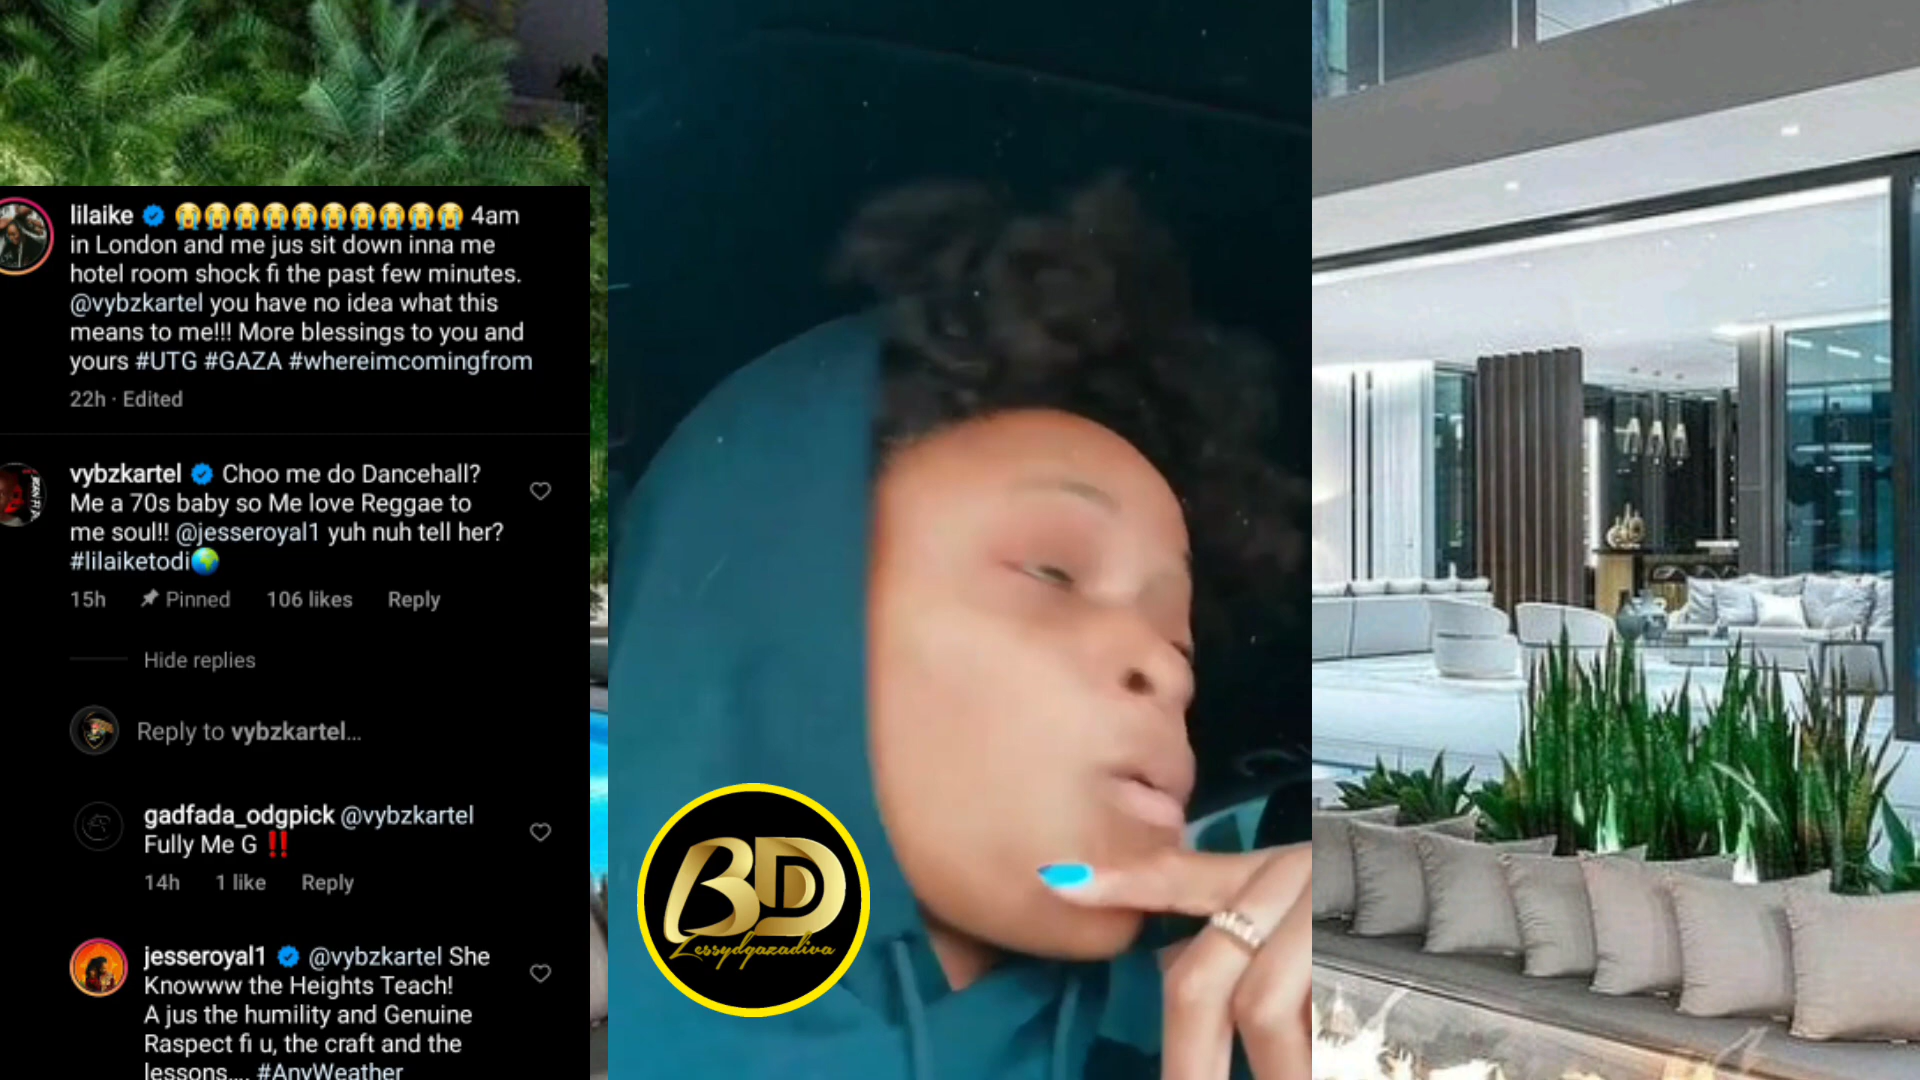 lilaike 😭😭😭😭😭😭😭😭😭😭 4am
in London and me jus sit down inna me
hotel room shock fi the past few minutes.
@vybzkartel you have no idea what this
means to me!!! More blessings to you and
yours #UTG #GAZA #whereimcomingfrom
22h · Edited
vybzkartel Choo me do Dancehall?
Me a 70s baby so Me love Reggae to
me soul!! @jesseroyal1 yuh nuh tell her?
#lilaiketodi🌍
15h Pinned 106 likes Reply
Hide replies
Reply to vybzkartel...
gadfada_odgpick @vybzkartel
Fully Me G ‼️
14h 1 like Reply
jesseroyal1 @vybzkartel She
Knowww the Heights Teach!
A jus the humility and Genuine
Raspect fi u, the craft and the
lessons.... #AnyWeather
BD
Lessydgazadiva